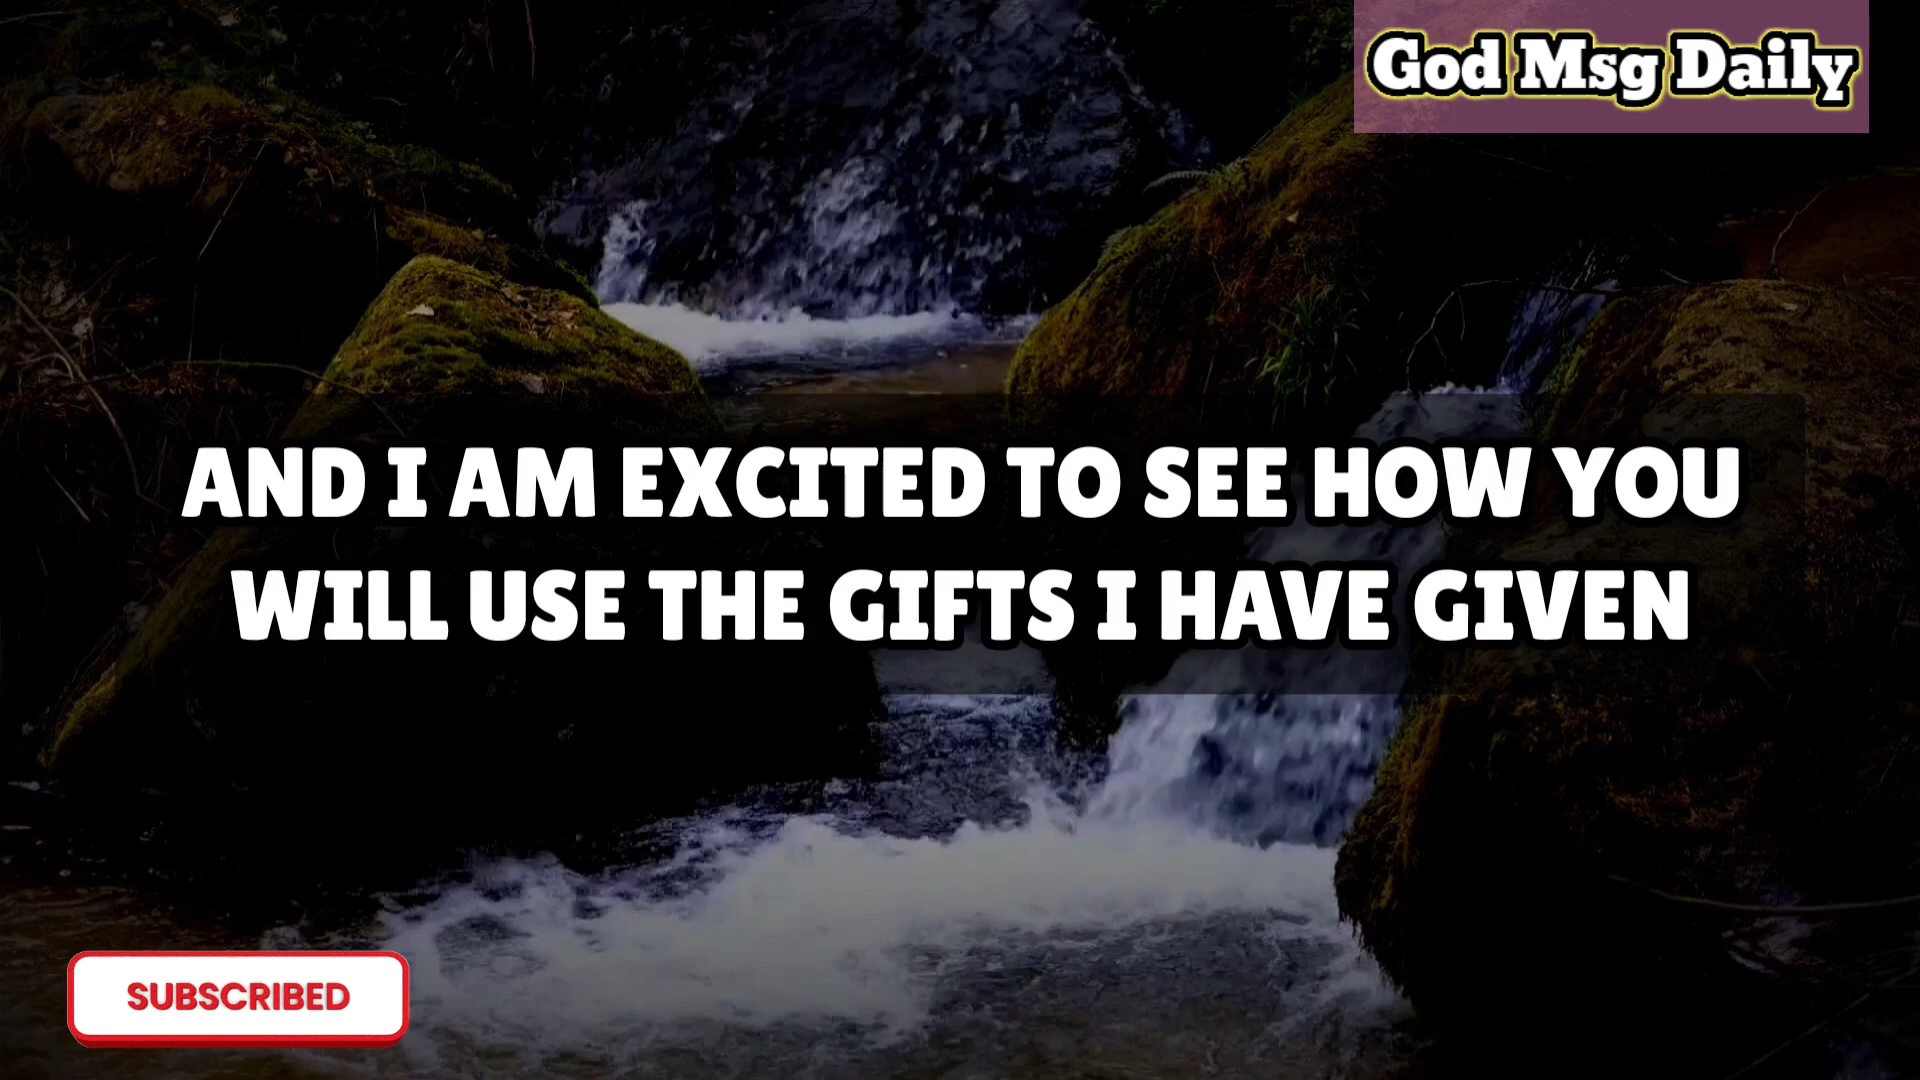 God Msg Daily
AND I AM EXCITED TO SEE HOW YOU
WILL USE THE GIFTS I HAVE GIVEN
SUBSCRIBED